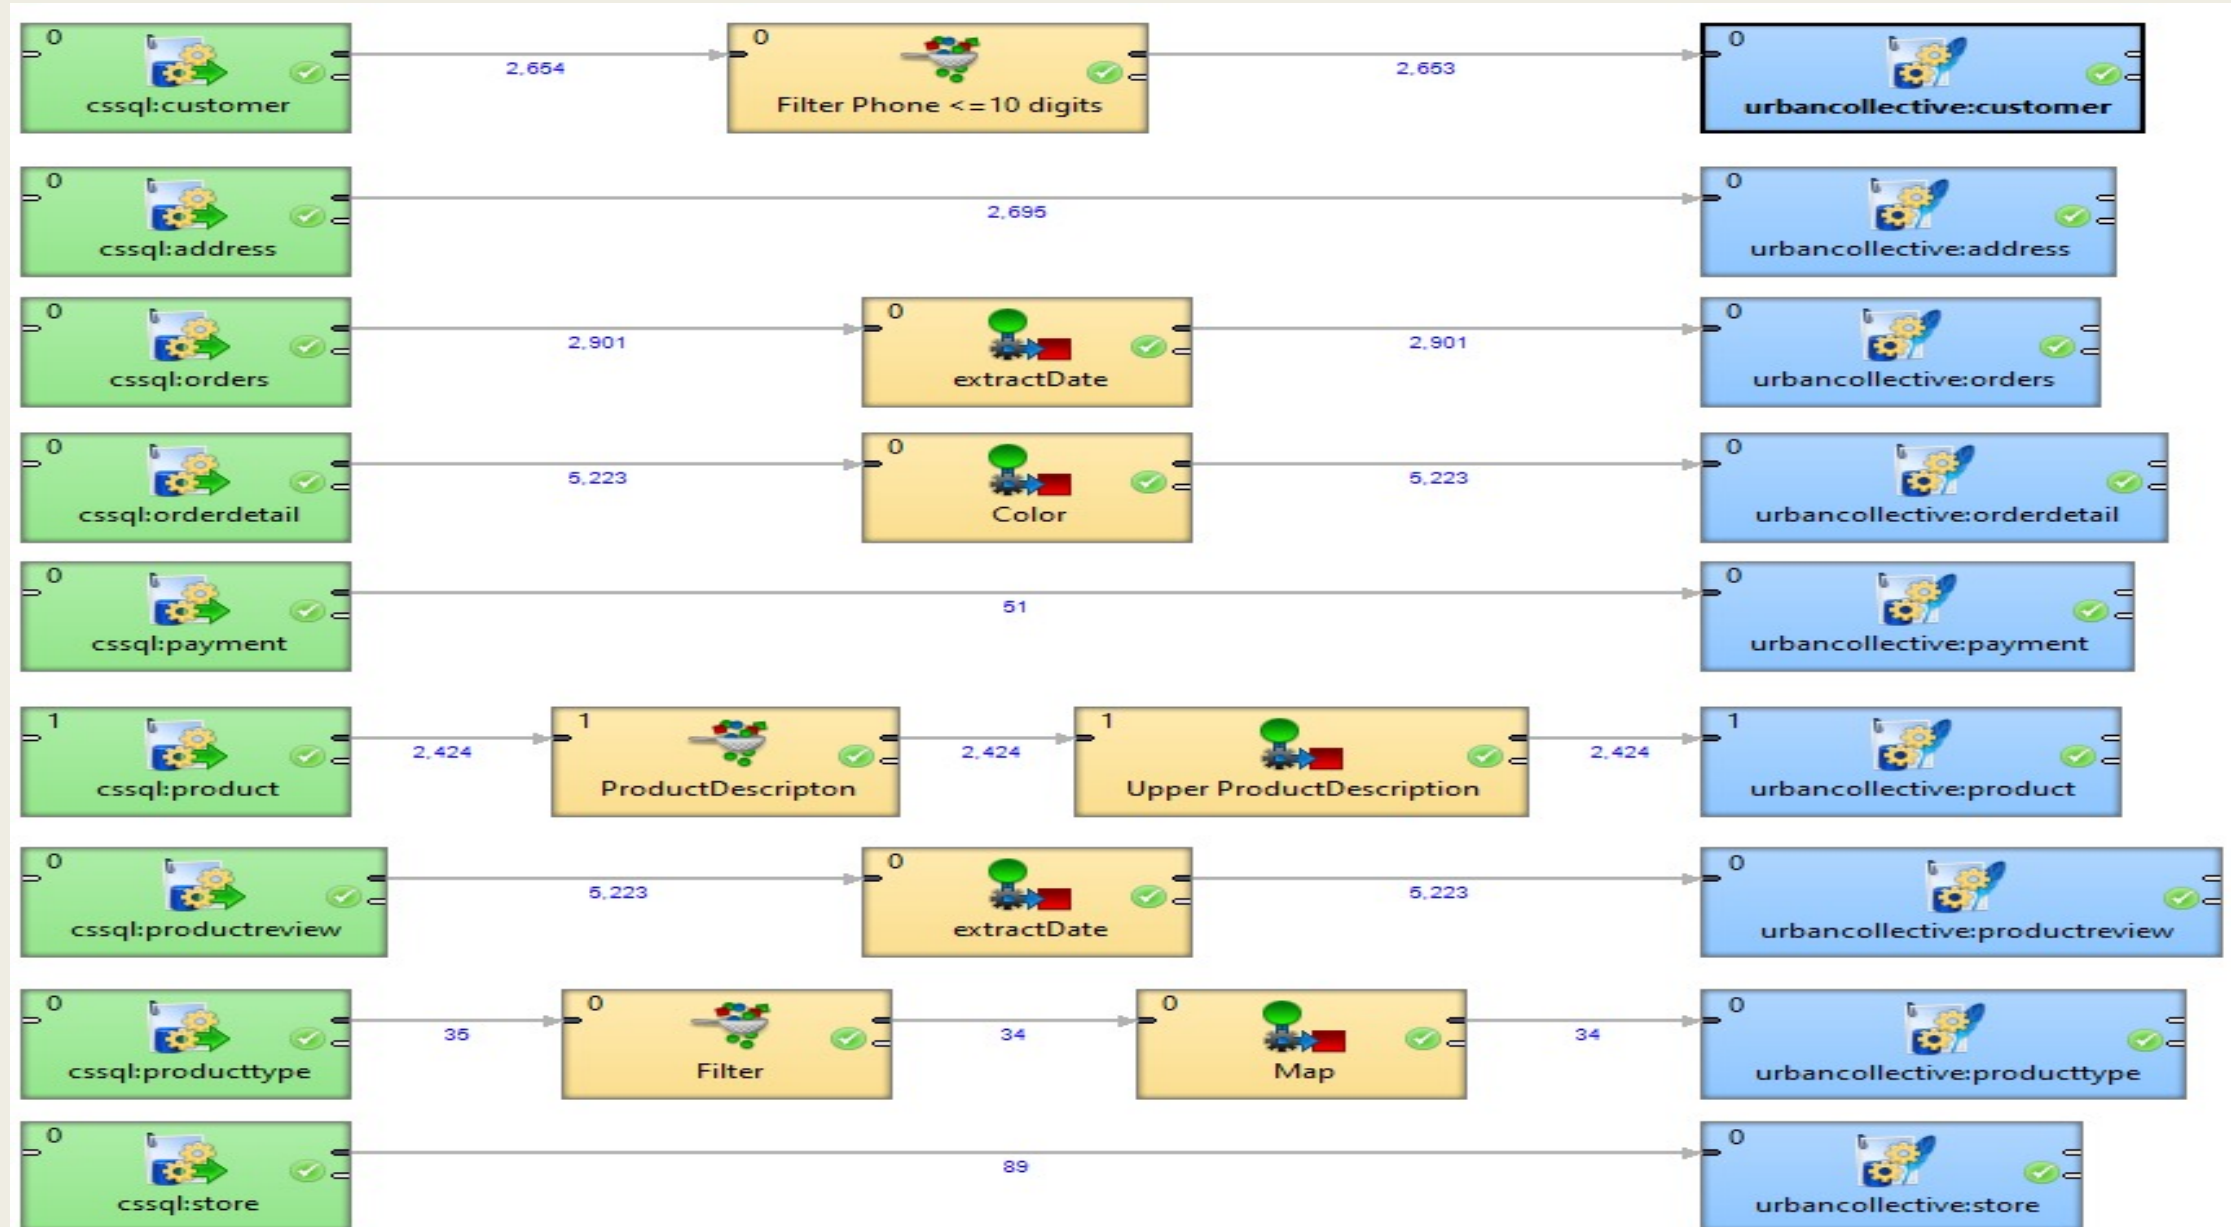 0
cssql:customer
2,654
0
Filter Phone <=10 digits
2,653
0
urbancollective:customer
0
cssql:address
2,695
0
urbancollective:address
0
cssql:orders
2,901
0
extractDate
2,901
0
urbancollective:orders
0
cssql:orderdetail
5,223
0
Color
5,223
0
urbancollective:orderdetail
0
cssql:payment
51
0
urbancollective:payment
1
cssql:product
2,424
1
ProductDescripton
2,424
1
Upper ProductDescription
2,424
1
urbancollective:product
0
cssql:productreview
5,223
0
extractDate
5,223
0
urbancollective:productreview
0
cssql:producttype
35
0
Filter
34
0
Map
34
0
urbancollective:producttype
0
cssql:store
89
0
urbancollective:store